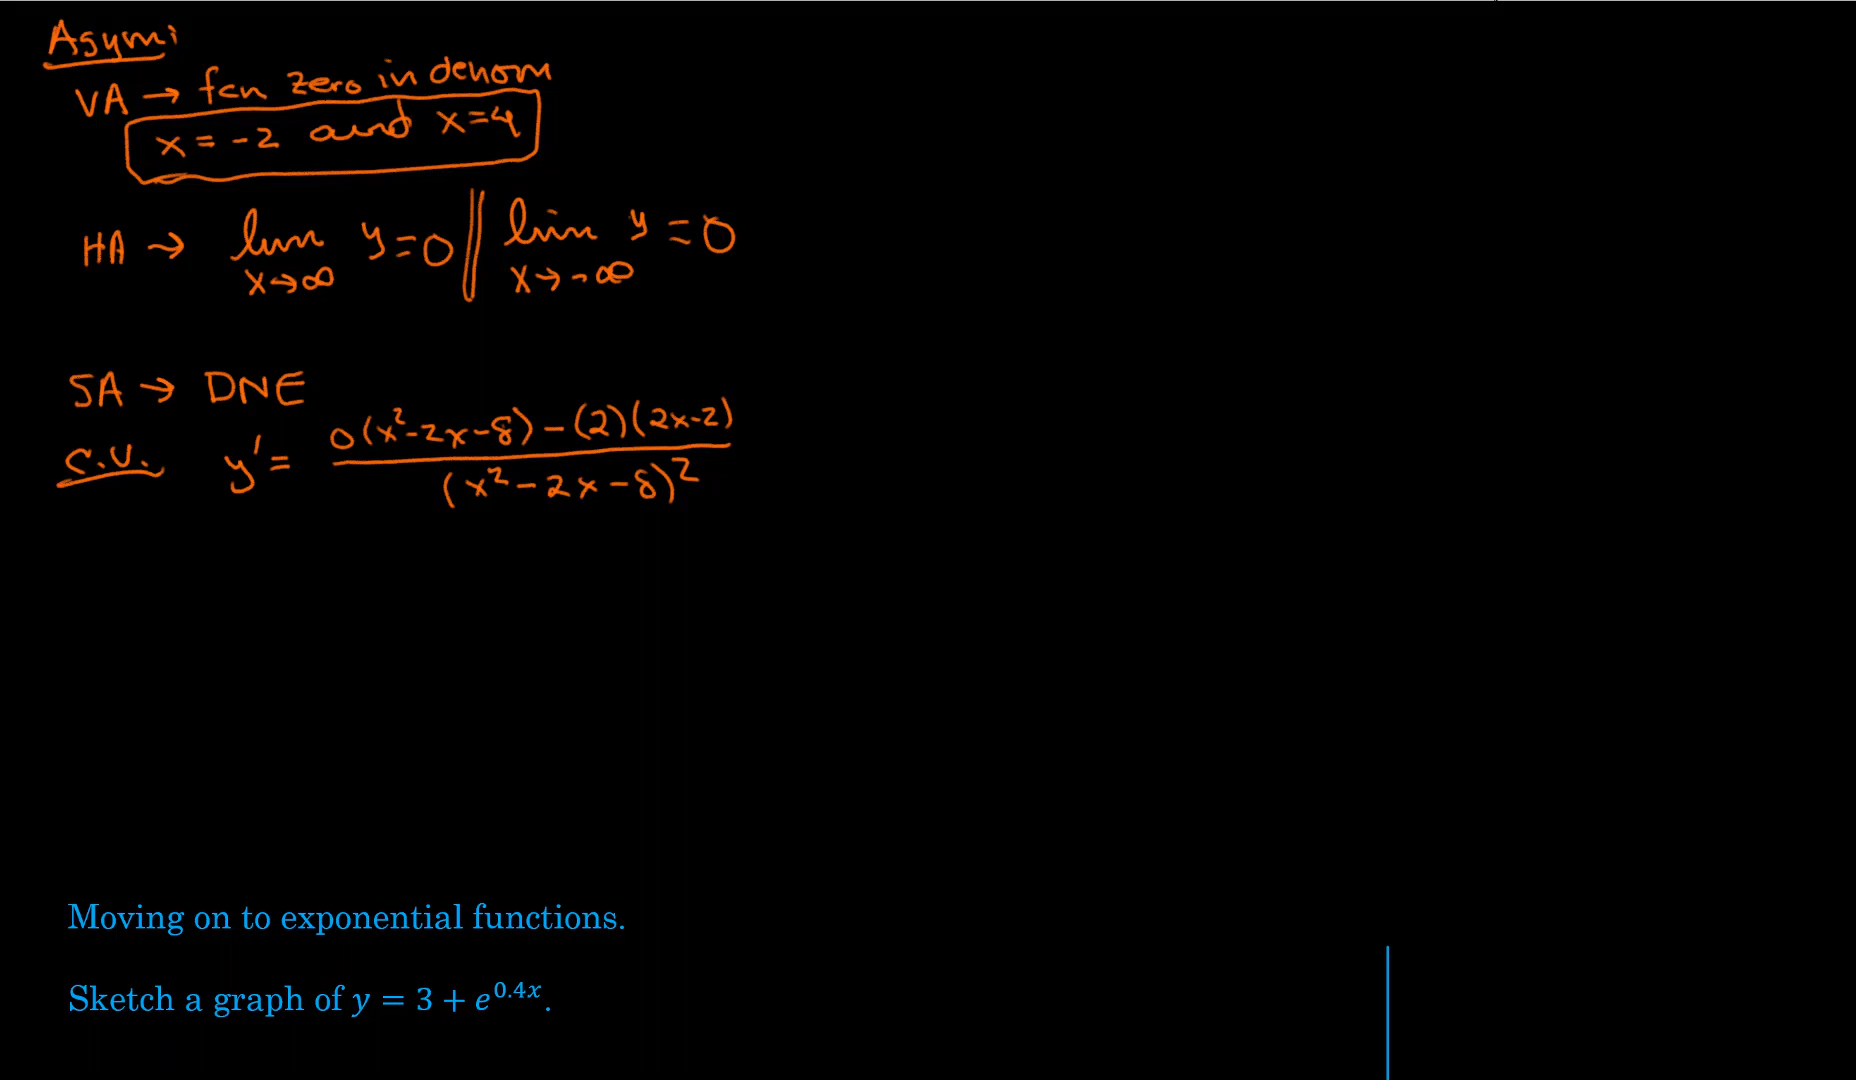 Asym:
VA → fcn zero in denom
x = -2 and x=4
HA → lim y=0 || lim y=0
x→∞ x→-∞
SA → DNE
C.V. y' = 0(x²-2x-8) - (2)(2x-2)
(x²-2x-8)²
Moving on to exponential functions.
Sketch a graph of y = 3 + e^{0.4x}.